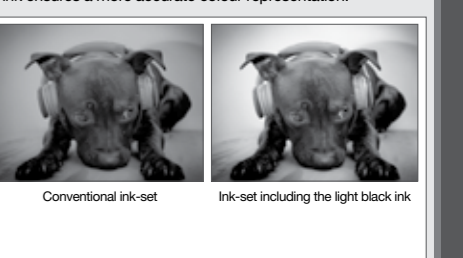 ink ensures a more accurate colour representation.
Conventional ink-set
Ink-set including the light black ink